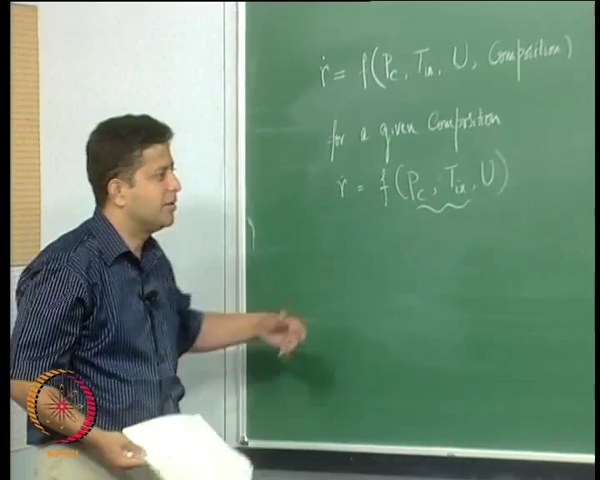 ṙ = f(Pc, Tin, U, Composition)
for a given Composition
ṙ = f(Pc, Tin, U)